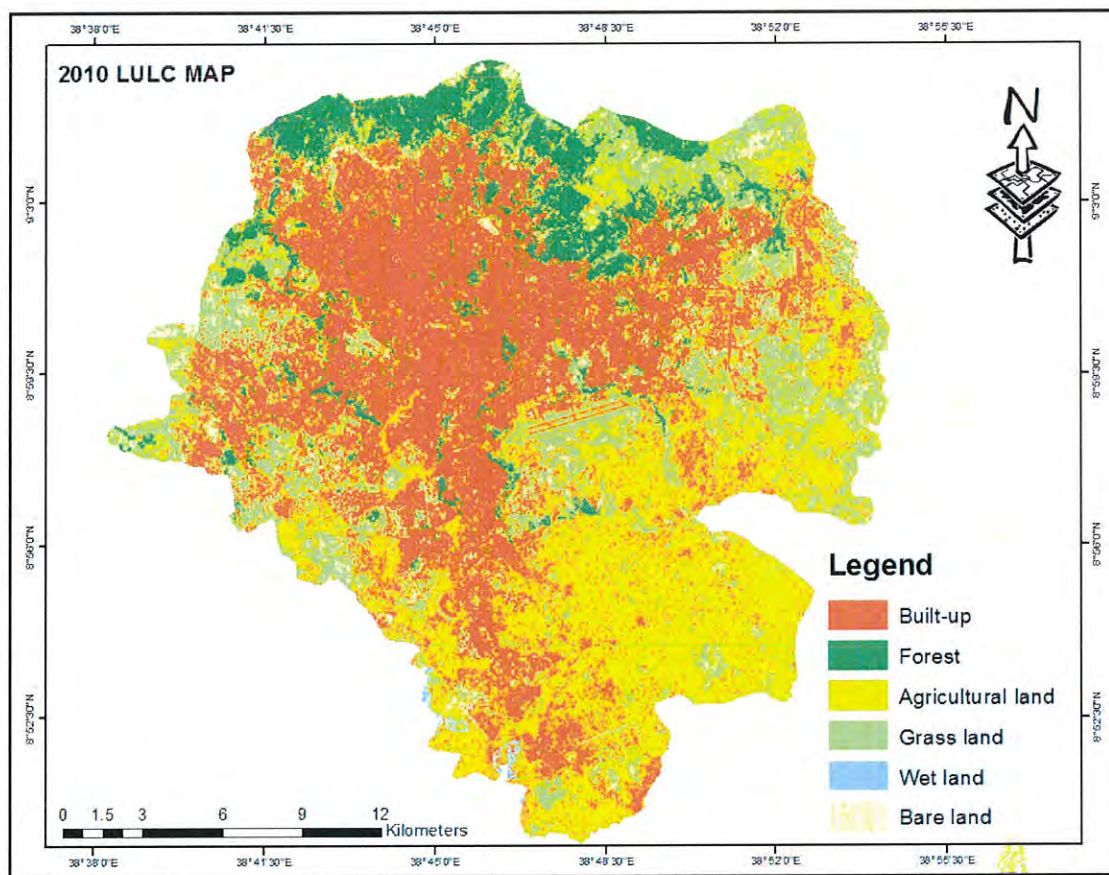 38°38'0"E 38°41'30"E 38°45'0"E 38°48'30"E 38°52'0"E 38°55'30"E
2010 LULC MAP
N
9°3'0"N 9°3'0"N
8°59'30"N 8°59'30"N
8°56'0"N 8°56'0"N
Legend
Built-up
Forest
Agricultural land
8°52'30"N 8°52'30"N
Grass land
Wet land
Bare land
0 1.5 3 6 9 12
Kilometers
38°38'0"E 38°41'30"E 38°45'0"E 38°48'30"E 38°52'0"E 38°55'30"E